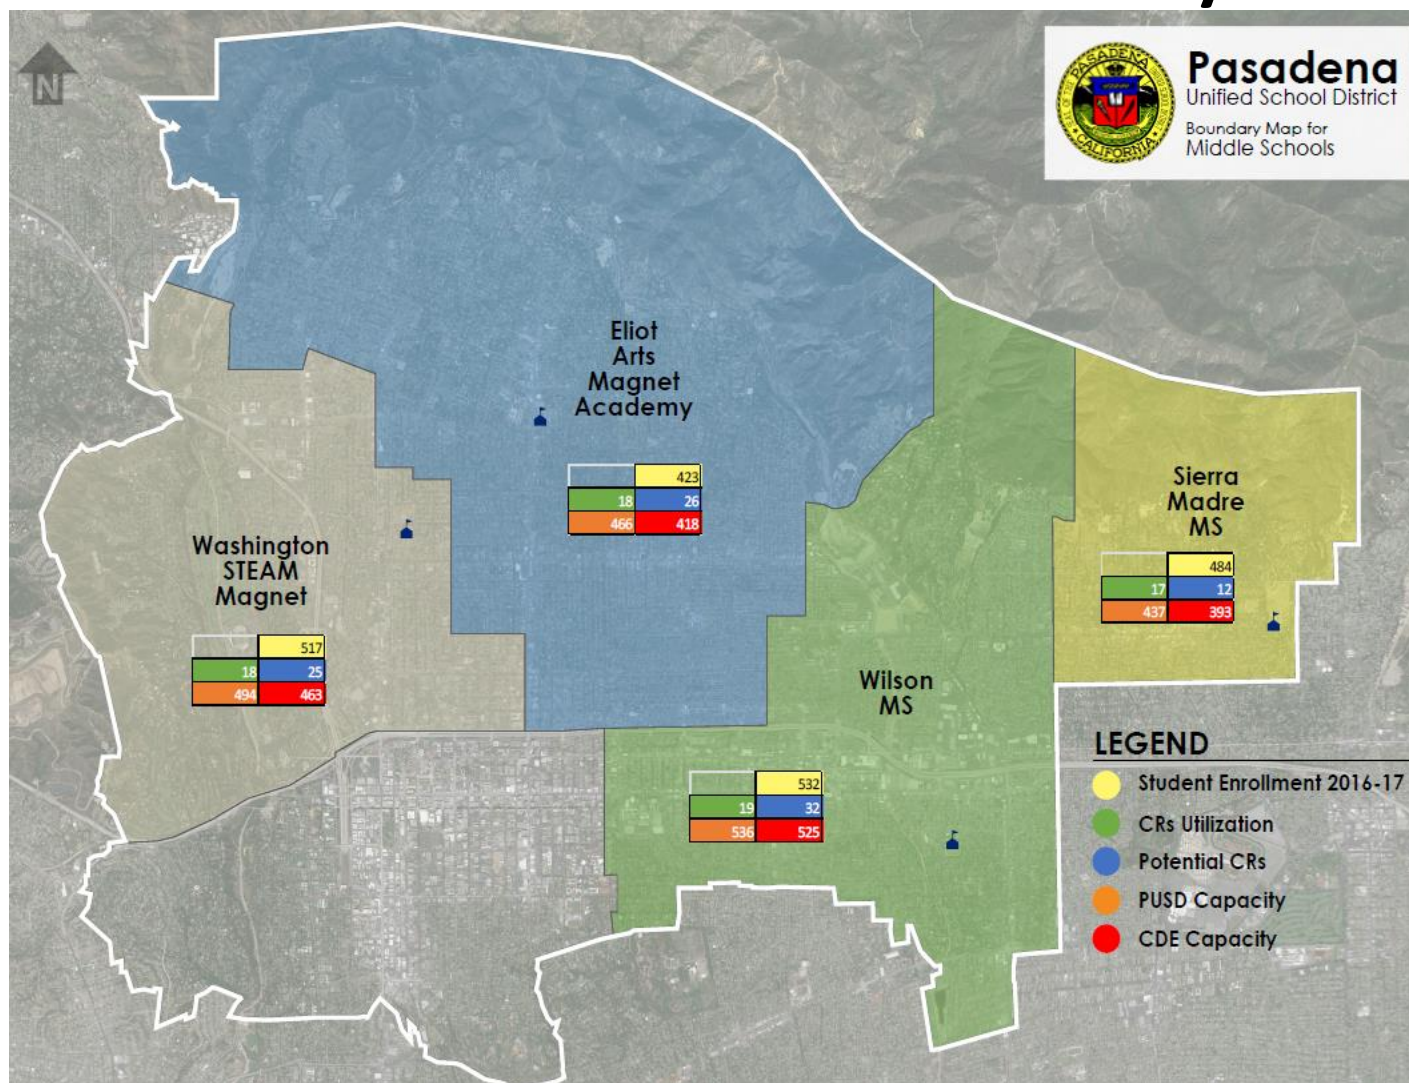 Pasadena
Unified School District
Boundary Map for
Middle Schools
N
Eliot
Arts
Magnet
Academy
423
18 26
466 418
Sierra
Madre
MS
484
17 12
437 393
Washington
STEAM
Magnet
517
18 25
494 463
Wilson
MS
532
19 32
536 525
LEGEND
Student Enrollment 2016-17
CRs Utilization
Potential CRs
PUSD Capacity
CDE Capacity